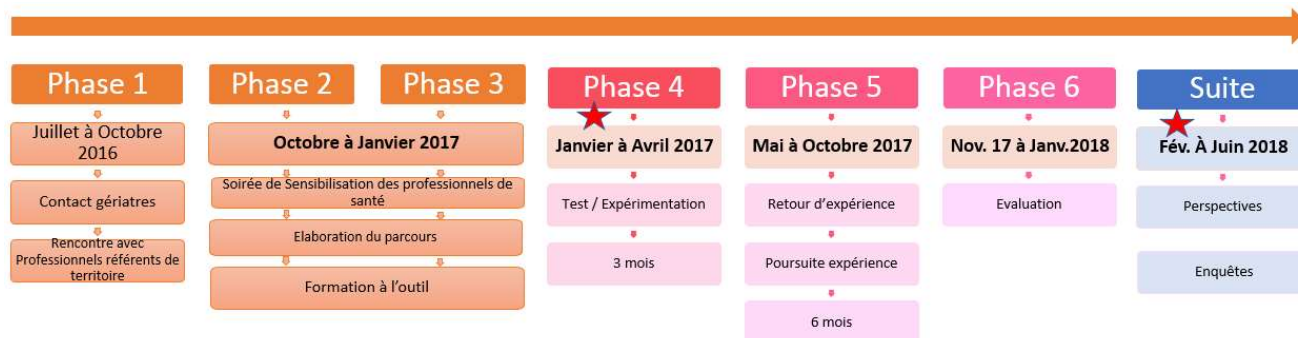 Phase 1
Juillet à Octobre
2016
Contact gériatres
Rencontre avec
Professionnels référents de
territoire
Phase 2
Phase 3
Octobre à Janvier 2017
Soirée de Sensibilisation des professionnels de
santé
Elaboration du parcours
Formation à l'outil
Phase 4
Janvier à Avril 2017
Test / Expérimentation
3 mois
Phase 5
Mai à Octobre 2017
Retour d'expérience
Poursuite expérience
6 mois
Phase 6
Nov. 17 à Janv.2018
Evaluation
Suite
Fév. À Juin 2018
Perspectives
Enquêtes